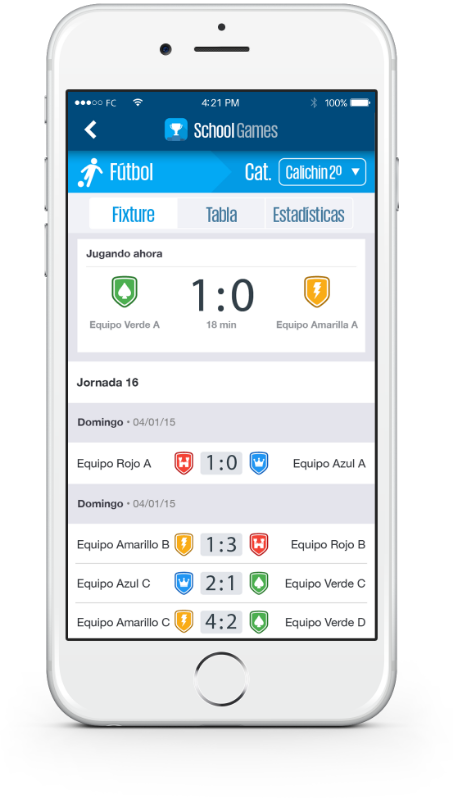 FC 4:21 PM 100%
School Games
Fútbol Cat. Calichin 2º
Fixture Tabla Estadísticas
Jugando ahora
1:0
Equipo Verde A 18 min Equipo Amarilla A
Jornada 16
Domingo • 04/01/15
Equipo Rojo A 1:0 Equipo Azul A
Domingo • 04/01/15
Equipo Amarillo B 1:3 Equipo Rojo B
Equipo Azul C 2:1 Equipo Verde C
Equipo Amarillo C 4:2 Equipo Verde D